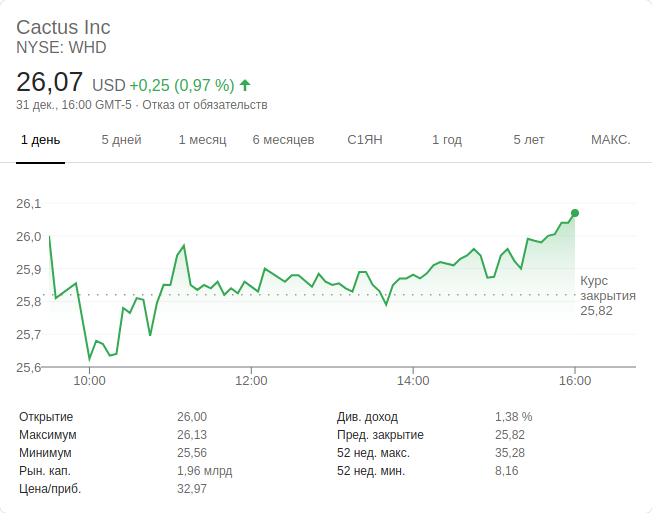 Cactus Inc
NYSE: WHD
26,07 USD +0,25 (0,97 %)
31 дек., 16:00 GMT-5 · Отказ от обязательств
1 день 5 дней 1 месяц 6 месяцев С1ЯН 1 год 5 лет МАКС.
26,1
26,0
25,9
25,8
25,7
25,6
Курс
закрытия
25,82
10:00 12:00 14:00 16:00
Открытие 26,00
Максимум 26,13
Минимум 25,56
Рын. кап. 1,96 млрд
Цена/приб. 32,97
Див. доход 1,38 %
Пред. закрытие 25,82
52 нед. макс. 35,28
52 нед. мин. 8,16